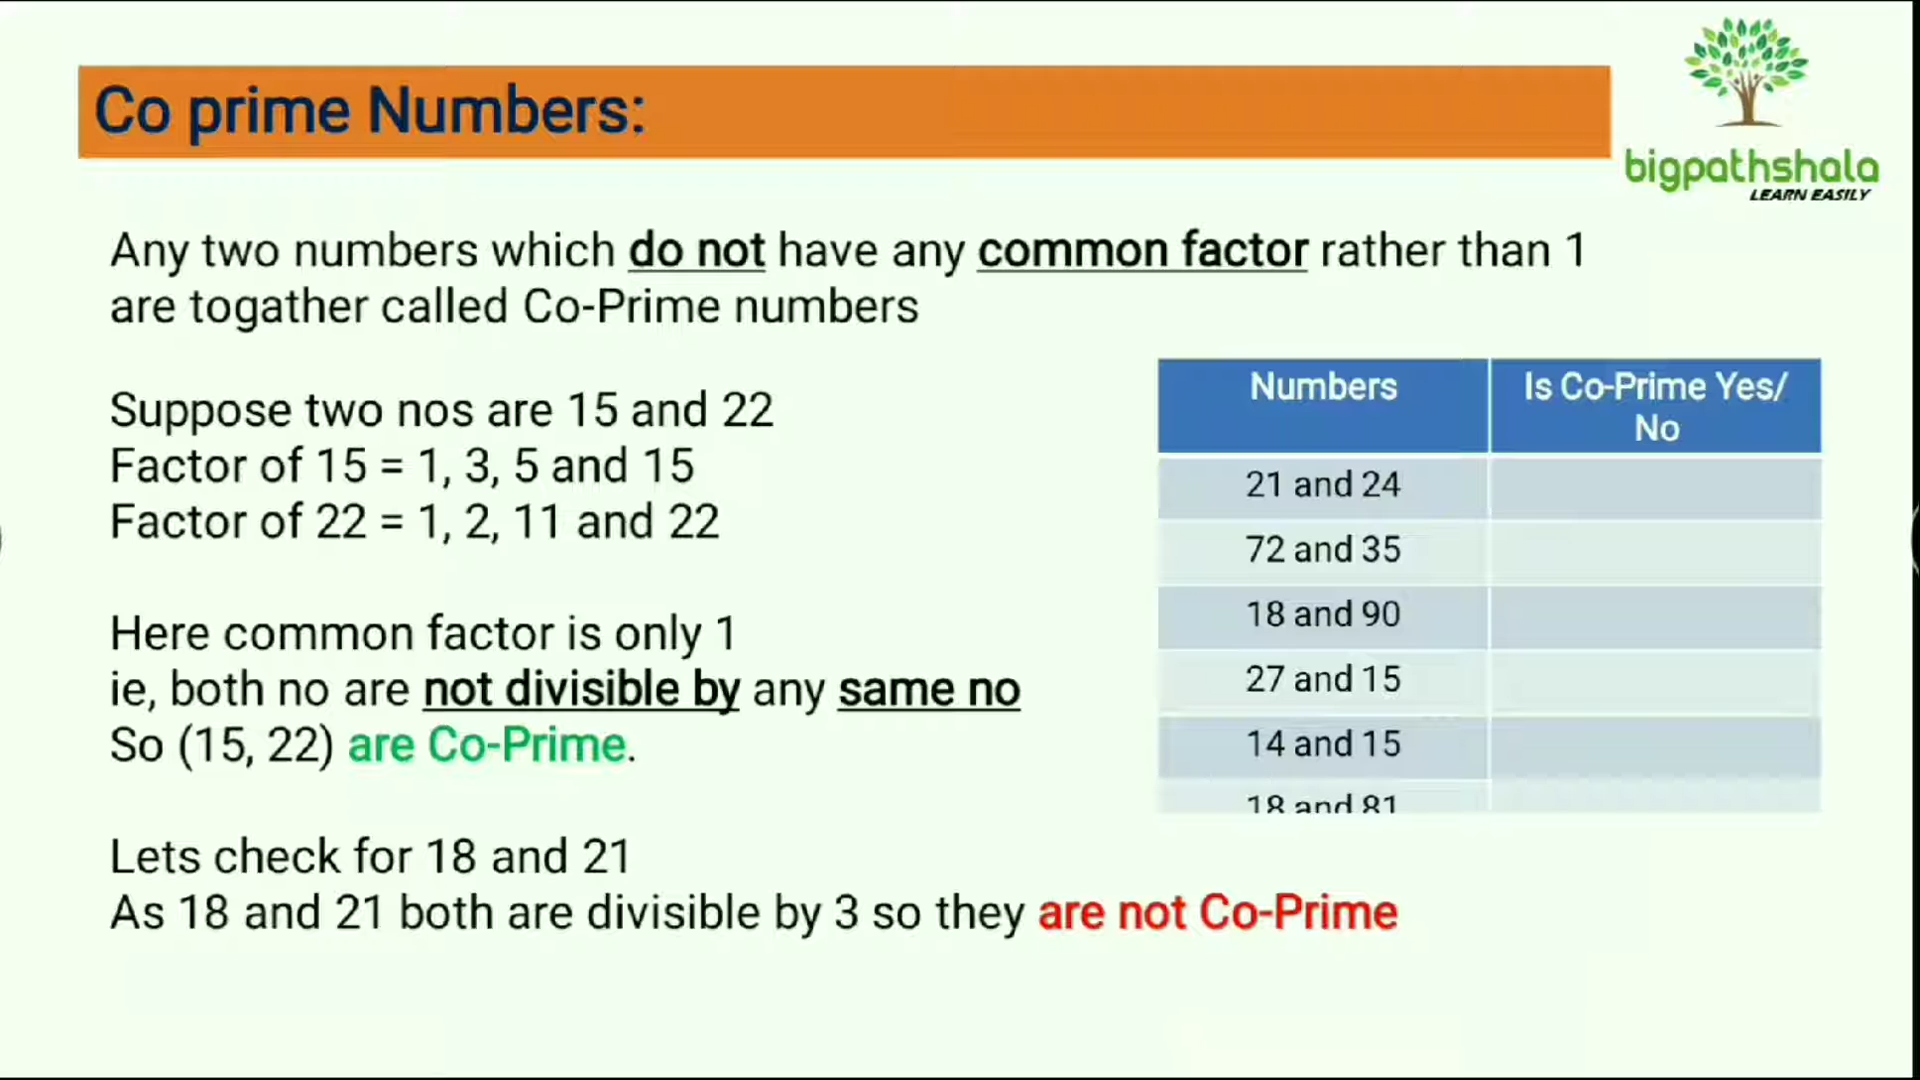 Co prime Numbers:
bigpathshala
LEARN EASILY
Any two numbers which do not have any common factor rather than 1
are togather called Co-Prime numbers
Suppose two nos are 15 and 22
Factor of 15 = 1, 3, 5 and 15
Factor of 22 = 1, 2, 11 and 22
Here common factor is only 1
ie, both no are not divisible by any same no
So (15, 22) are Co-Prime.
Lets check for 18 and 21
As 18 and 21 both are divisible by 3 so they are not Co-Prime
Numbers
Is Co-Prime Yes/
No
21 and 24
72 and 35
18 and 90
27 and 15
14 and 15
18 and 81